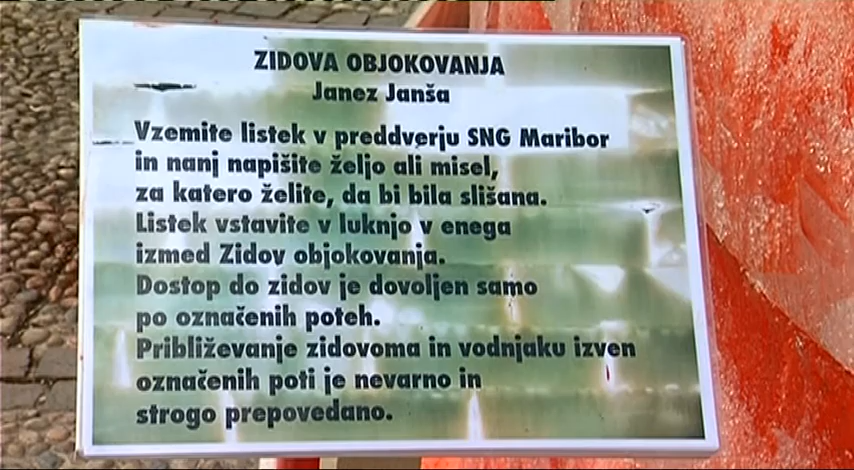 ZIDOVA OBJOKOVANJA
Janez Janša
Vzemite listek v preddverju SNG Maribor
in nanj napišite željo ali misel,
za katero želite, da bi bila slišana.
Listek vstavite v luknjo v enega
izmed Zidov objokovanja.
Dostop do zidov je dovoljen samo
po označenih poteh.
Približevanje zidovoma in vodnjaku izven
označenih poti je nevarno in
strogo prepovedano.